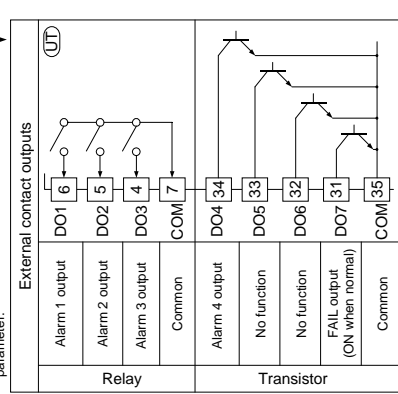 parameter.
External contact outputs
Relay
Alarm 1 output
DO1
6
Alarm 2 output
DO2
5
Alarm 3 output
DO3
4
Common
COM
7
UT
Transistor
Alarm 4 output
DO4
34
No function
DO5
33
No function
DO6
32
FAIL output
(ON when normal)
DO7
31
Common
COM
35